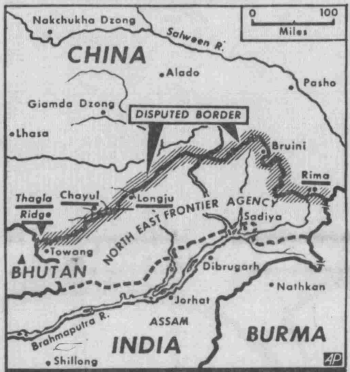 Nakchukha Dzong
0 100
Miles
Salween R.
CHINA
Alado
Pasho
Giamda Dzong
DISPUTED BORDER
Lhasa
Bruini
Rima
Thagla
Ridge
Chayul
Longju
NORTH EAST FRONTIER AGENCY
Sadiya
Towang
BHUTAN
Dibrugarh
Nathkan
Jorhat
Brahmaputra R.
ASSAM
INDIA
BURMA
Shillong
AP